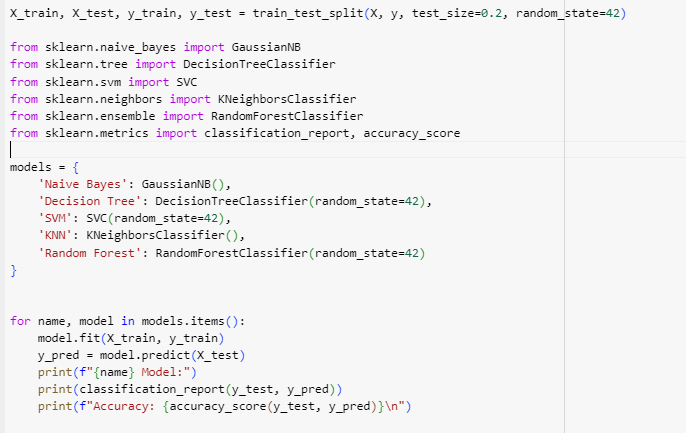 X_train, X_test, y_train, y_test = train_test_split(X, y, test_size=0.2, random_state=42)
from sklearn.naive_bayes import GaussianNB
from sklearn.tree import DecisionTreeClassifier
from sklearn.svm import SVC
from sklearn.neighbors import KNeighborsClassifier
from sklearn.ensemble import RandomForestClassifier
from sklearn.metrics import classification_report, accuracy_score
models = {
    'Naive Bayes': GaussianNB(),
    'Decision Tree': DecisionTreeClassifier(random_state=42),
    'SVM': SVC(random_state=42),
    'KNN': KNeighborsClassifier(),
    'Random Forest': RandomForestClassifier(random_state=42)
}
for name, model in models.items():
    model.fit(X_train, y_train)
    y_pred = model.predict(X_test)
    print(f"{name} Model:")
    print(classification_report(y_test, y_pred))
    print(f"Accuracy: {accuracy_score(y_test, y_pred)}\n")